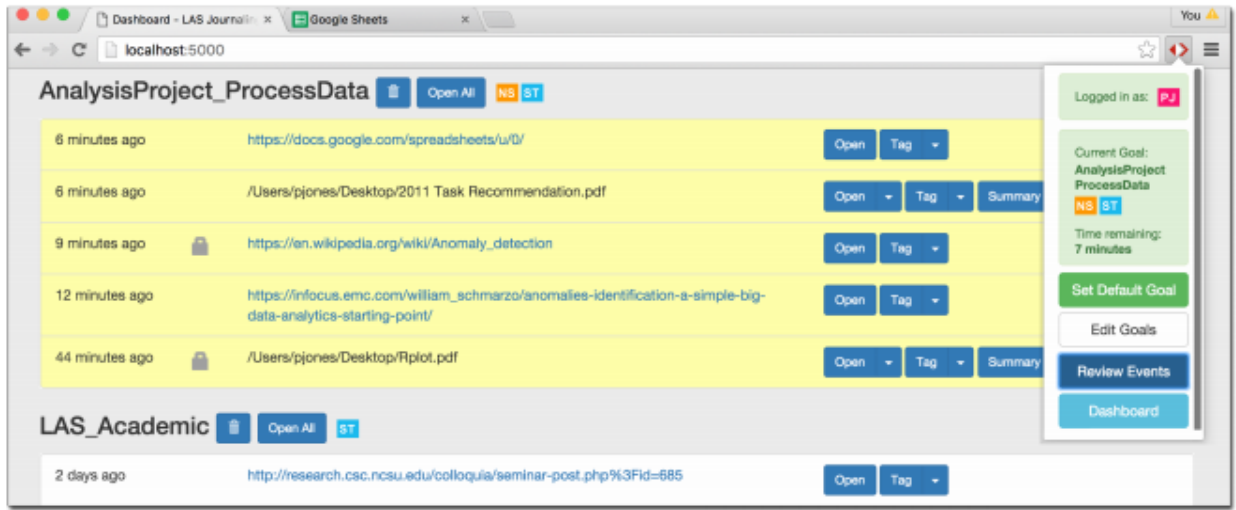 Dashboard - LAS Journalin × Google Sheets × You
localhost:5000
AnalysisProject_ProcessData Open All NS ST
6 minutes ago https://docs.google.com/spreadsheets/u/0/ Open Tag
6 minutes ago /Users/pjones/Desktop/2011 Task Recommendation.pdf Open Tag Summary
9 minutes ago https://en.wikipedia.org/wiki/Anomaly_detection Open Tag
12 minutes ago https://infocus.emc.com/william_schmarzo/anomalies-identification-a-simple-big-
data-analytics-starting-point/ Open Tag
44 minutes ago /Users/pjones/Desktop/Rplot.pdf Open Tag Summary
LAS_Academic Open All ST
2 days ago http://research.csc.ncsu.edu/colloquia/seminar-post.php%3Fid=685 Open Tag
Logged in as: PJ
Current Goal:
AnalysisProject
ProcessData
NS ST
Time remaining:
7 minutes
Set Default Goal
Edit Goals
Review Events
Dashboard